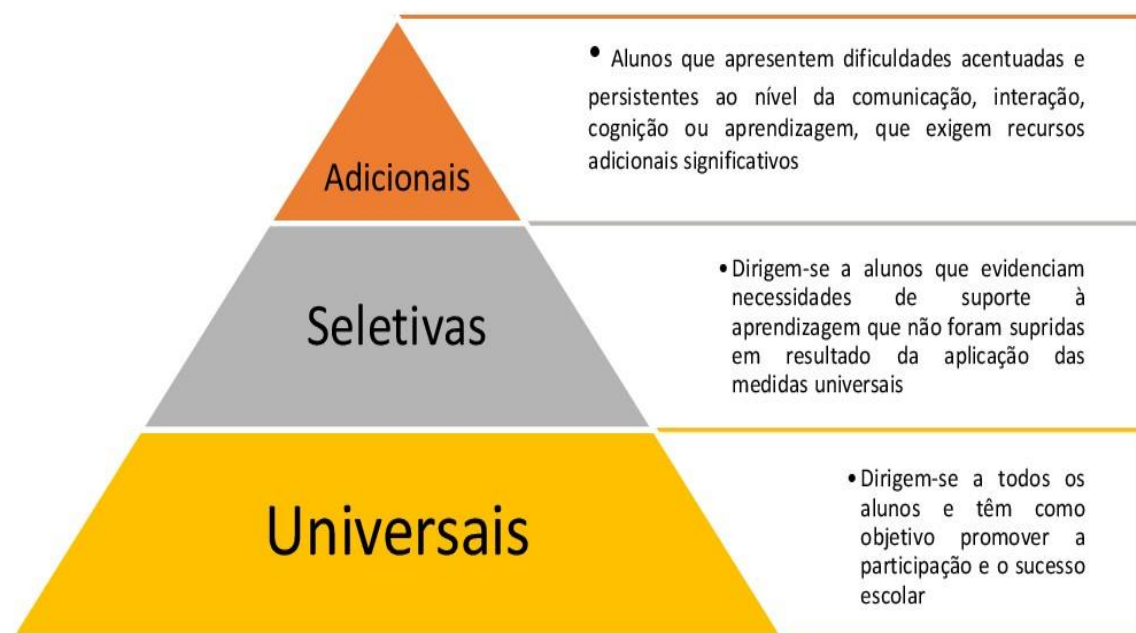 • Alunos que apresentem dificuldades acentuadas e
persistentes ao nível da comunicação, interação,
cognição ou aprendizagem, que exigem recursos
adicionais significativos
Adicionais
•Dirigem-se a alunos que evidenciam
necessidades de suporte à
aprendizagem que não foram supridas
em resultado da aplicação das
medidas universais
Seletivas
•Dirigem-se a todos os
alunos e têm como
objetivo promover a
participação e o sucesso
escolar
Universais